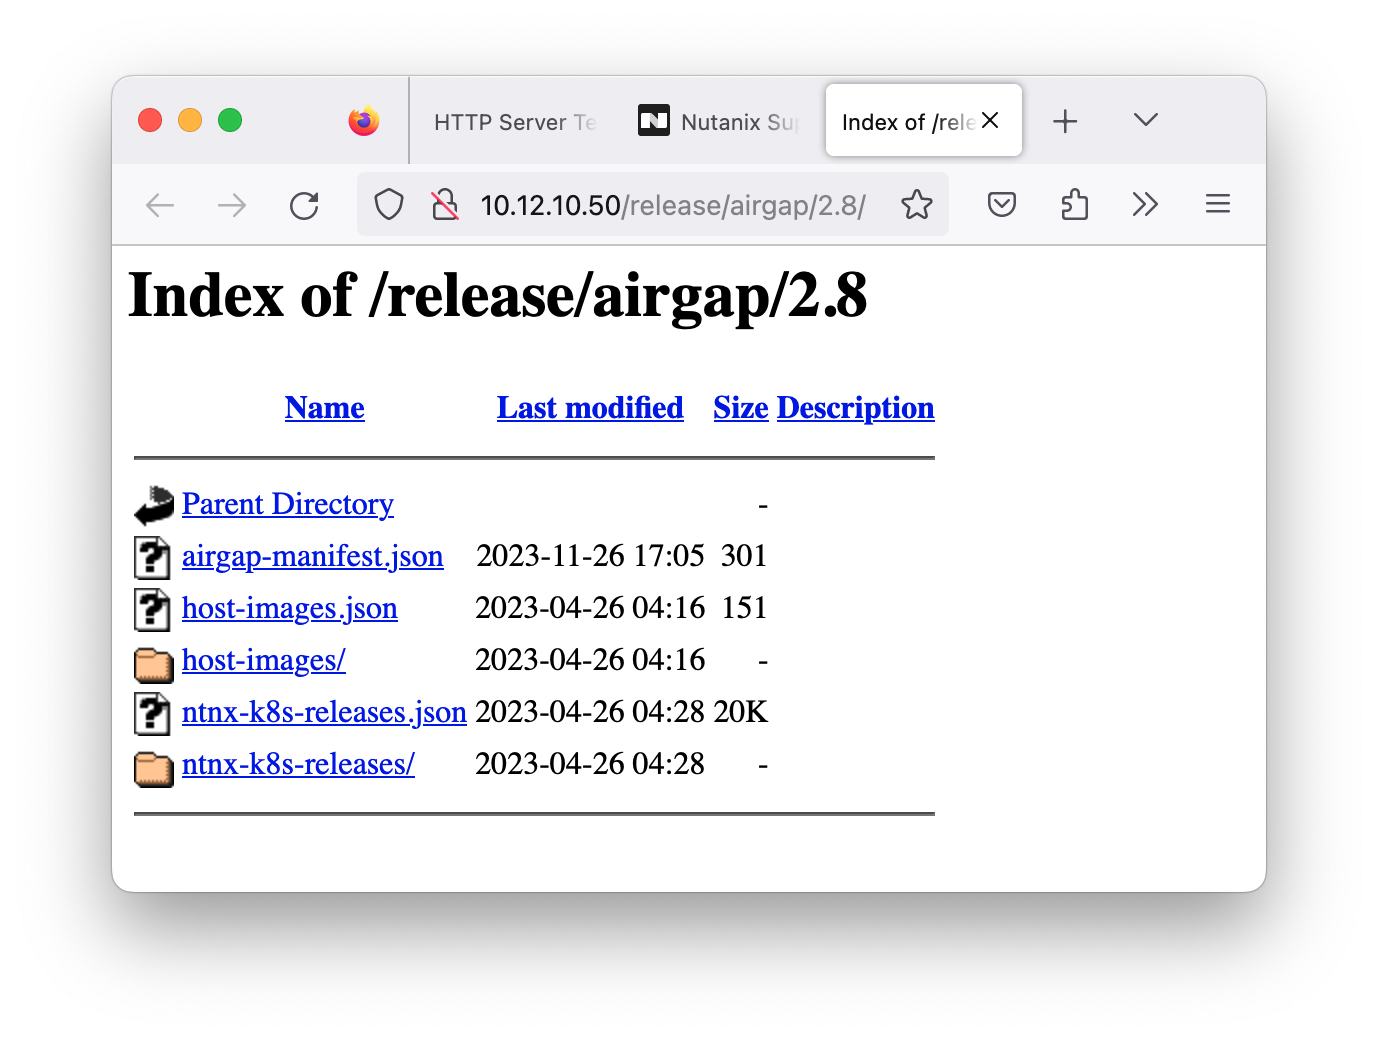 HTTP Server Te
Nutanix Sup
Index of /rele
10.12.10.50/release/airgap/2.8/
Index of /release/airgap/2.8
Name Last modified Size Description
Parent Directory -
airgap-manifest.json 2023-11-26 17:05 301
host-images.json 2023-04-26 04:16 151
host-images/ 2023-04-26 04:16 -
ntnx-k8s-releases.json 2023-04-26 04:28 20K
ntnx-k8s-releases/ 2023-04-26 04:28 -